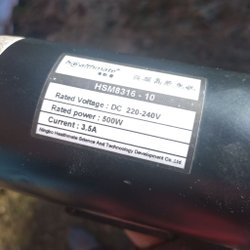 HSM8315 - 10
Rated Voltage : DC 220-240V
Rated power : 500W
Current : 3.5A
Ningbo Heathmate Science And Technology Development Co.,Ltd